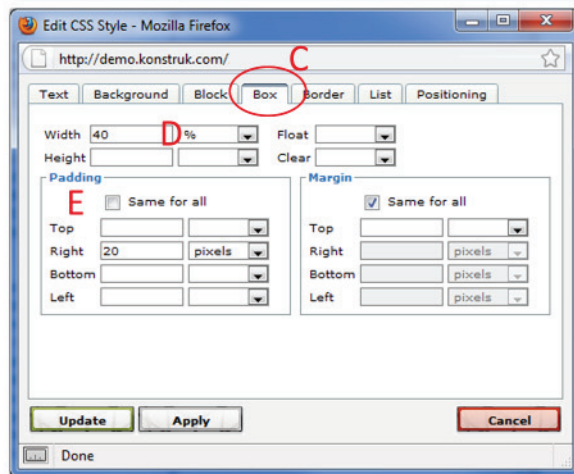 Edit CSS Style - Mozilla Firefox
http://demo.konstruk.com/
C
Text Background Block Box Border List Positioning
Width 40 D % Float
Height Clear
Padding Margin
E Same for all Same for all
Top Top
Right 20 pixels Right pixels
Bottom Bottom pixels
Left Left pixels
Update Apply Cancel
Done